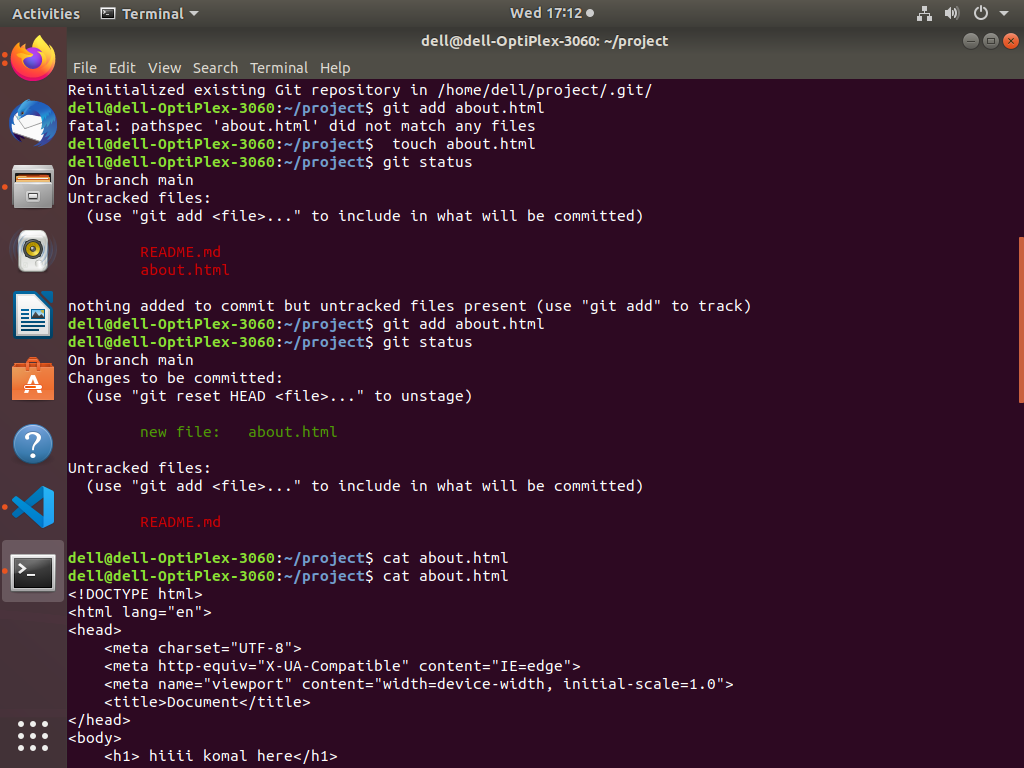 Activities Terminal Wed 17:12
dell@dell-OptiPlex-3060: ~/project
File Edit View Search Terminal Help
Reinitialized existing Git repository in /home/dell/project/.git/
dell@dell-OptiPlex-3060:~/project$ git add about.html
fatal: pathspec 'about.html' did not match any files
dell@dell-OptiPlex-3060:~/project$  touch about.html
dell@dell-OptiPlex-3060:~/project$ git status
On branch main
Untracked files:
  (use "git add <file>..." to include in what will be committed)
        README.md
        about.html
nothing added to commit but untracked files present (use "git add" to track)
dell@dell-OptiPlex-3060:~/project$ git add about.html
dell@dell-OptiPlex-3060:~/project$ git status
On branch main
Changes to be committed:
  (use "git reset HEAD <file>..." to unstage)
        new file:   about.html
Untracked files:
  (use "git add <file>..." to include in what will be committed)
        README.md
dell@dell-OptiPlex-3060:~/project$ cat about.html
dell@dell-OptiPlex-3060:~/project$ cat about.html
<!DOCTYPE html>
<html lang="en">
<head>
    <meta charset="UTF-8">
    <meta http-equiv="X-UA-Compatible" content="IE=edge">
    <meta name="viewport" content="width=device-width, initial-scale=1.0">
    <title>Document</title>
</head>
<body>
    <h1> hiiii komal here</h1>